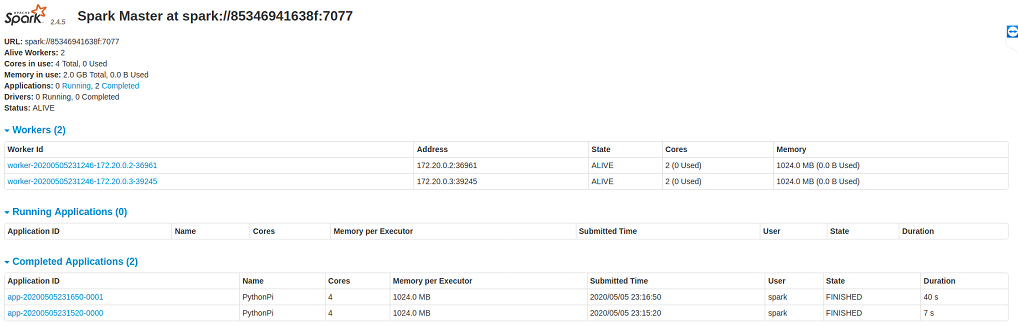 APACHE
Spark 2.4.5 Spark Master at spark://85346941638f:7077
URL: spark://85346941638f:7077
Alive Workers: 2
Cores in use: 4 Total, 0 Used
Memory in use: 2.0 GB Total, 0.0 B Used
Applications: 0 Running, 2 Completed
Drivers: 0 Running, 0 Completed
Status: ALIVE
Workers (2)
Worker Id Address State Cores Memory
worker-20200505231246-172.20.0.2-36961 172.20.0.2:36961 ALIVE 2 (0 Used) 1024.0 MB (0.0 B Used)
worker-20200505231246-172.20.0.3-39245 172.20.0.3:39245 ALIVE 2 (0 Used) 1024.0 MB (0.0 B Used)
Running Applications (0)
Application ID Name Cores Memory per Executor Submitted Time User State Duration
Completed Applications (2)
Application ID Name Cores Memory per Executor Submitted Time User State Duration
app-20200505231650-0001 PythonPi 4 1024.0 MB 2020/05/05 23:16:50 spark FINISHED 40 s
app-20200505231520-0000 PythonPi 4 1024.0 MB 2020/05/05 23:15:20 spark FINISHED 7 s